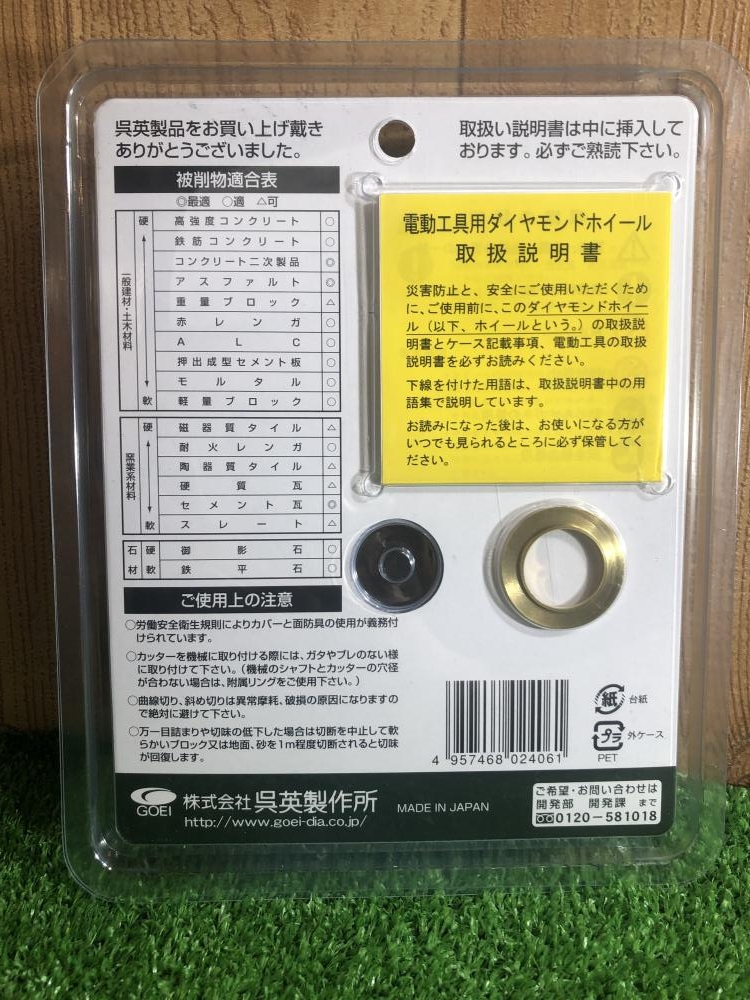 呉英製品をお買い上げ戴き
ありがとうございました。
取扱い説明書は中に挿入して
おります。必ずご熟読下さい。
被削物適合表
◎最適 ○適 △可
一般建材・土木材料
硬
高強度コンクリート ○
鉄筋コンクリート ○
コンクリート二次製品 ◎
アスファルト ◎
重量ブロック △
赤レンガ ○
ALC ○
押出成型セメント板 ○
モルタル ○
軟 軽量ブロック ○
窯業系材料
硬 磁器質タイル △
耐火レンガ ○
陶器質タイル △
硬質瓦 △
セメント瓦 ◎
軟 スレート △
石材
硬 御影石 ○
軟 鉄平石 ○
電動工具用ダイヤモンドホイール
取扱説明書
災害防止と、安全にご使用いただくため
に、ご使用前に、このダイヤモンドホイー
ル(以下、ホイールという。)の取扱説
明書とケース記載事項、電動工具の取扱
説明書を必ずお読みください。
下線を付けた用語は、取扱説明書中の用
語集で説明しています。
お読みになった後は、お使いになる方が
いつでも見られるところに必ず保管してく
ださい。
ご使用上の注意
○労働安全衛生規則によりカバーと面防具の使用が義務付
けられています。
○カッターを機械に取り付ける際には、ガタやブレのない様
に取り付けて下さい。(機械のシャフトとカッターの穴径
が合わない場合は、附属リングをご使用下さい。)
○曲線切り、斜め切りは異常摩耗、破損の原因になりますの
で絶対に避けて下さい。
○万一目詰まりや切味の低下した場合は切断を中止して軟
らかいブロック又は地面、砂を1m程度切断されると切味
が回復します。
4 957468 024061
紙 台紙
プラ 外ケース
PET
GOEI 株式会社 呉英製作所 MADE IN JAPAN
http://www.goei-dia.co.jp/
ご希望・お問い合わせは
開発部 開発課 まで
0120-581018